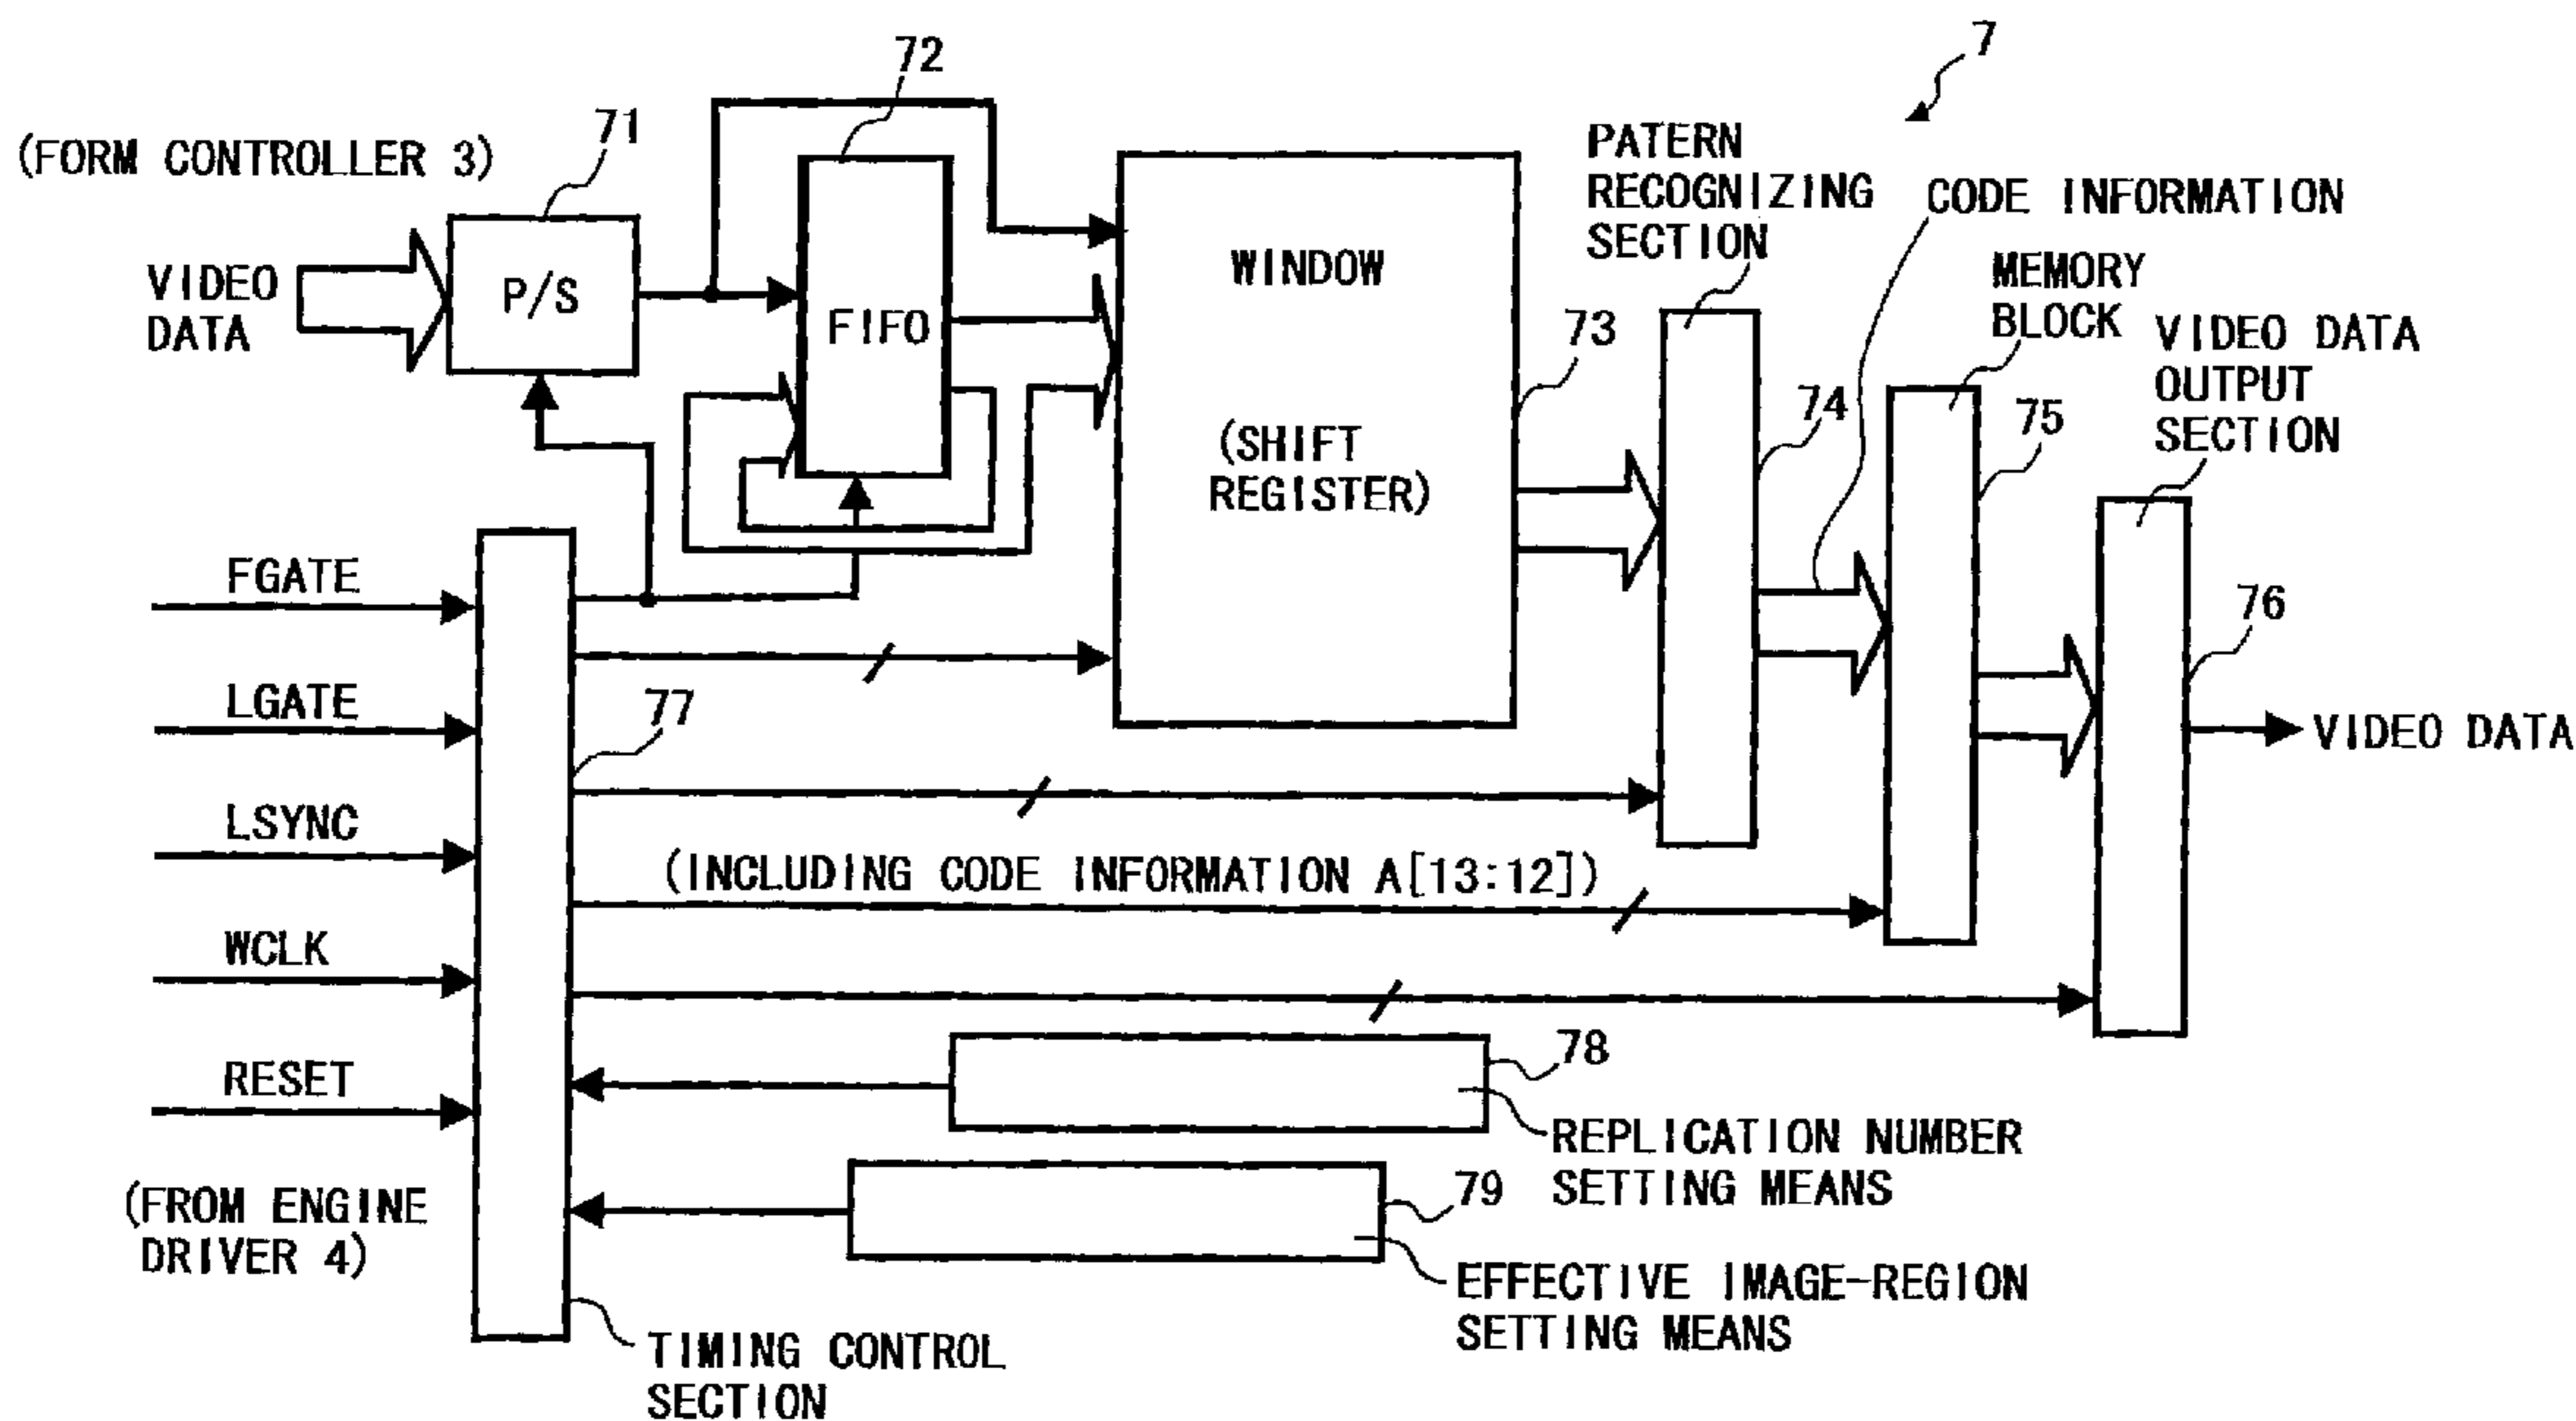 7
72
71
(FORM CONTROLLER 3)
VIDEO
DATA
P/S
FIFO
WINDOW
(SHIFT
REGISTER)
73
PATERN
RECOGNIZING
SECTION
74
CODE INFORMATION
MEMORY
BLOCK
75
VIDEO DATA
OUTPUT
SECTION
76
VIDEO DATA
FGATE
LGATE
LSYNC
WCLK
RESET
(FROM ENGINE
DRIVER 4)
77
(INCLUDING CODE INFORMATION A[13:12])
78
REPLICATION NUMBER
SETTING MEANS
79
EFFECTIVE IMAGE-REGION
SETTING MEANS
TIMING CONTROL
SECTION